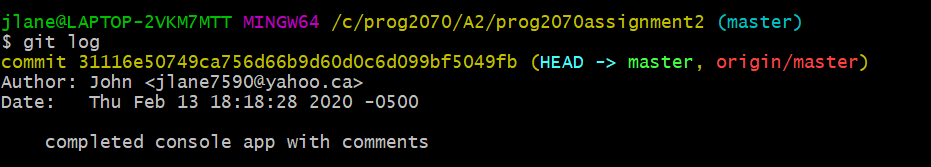 jlane@LAPTOP-2VKM7MTT MINGW64 /c/prog2070/A2/prog2070assignment2 (master)
$ git log
commit 31116e50749ca756d66b9d60d0c6d099bf5049fb (HEAD -> master, origin/master)
Author: John <jlane7590@yahoo.ca>
Date:   Thu Feb 13 18:18:28 2020 -0500
    completed console app with comments